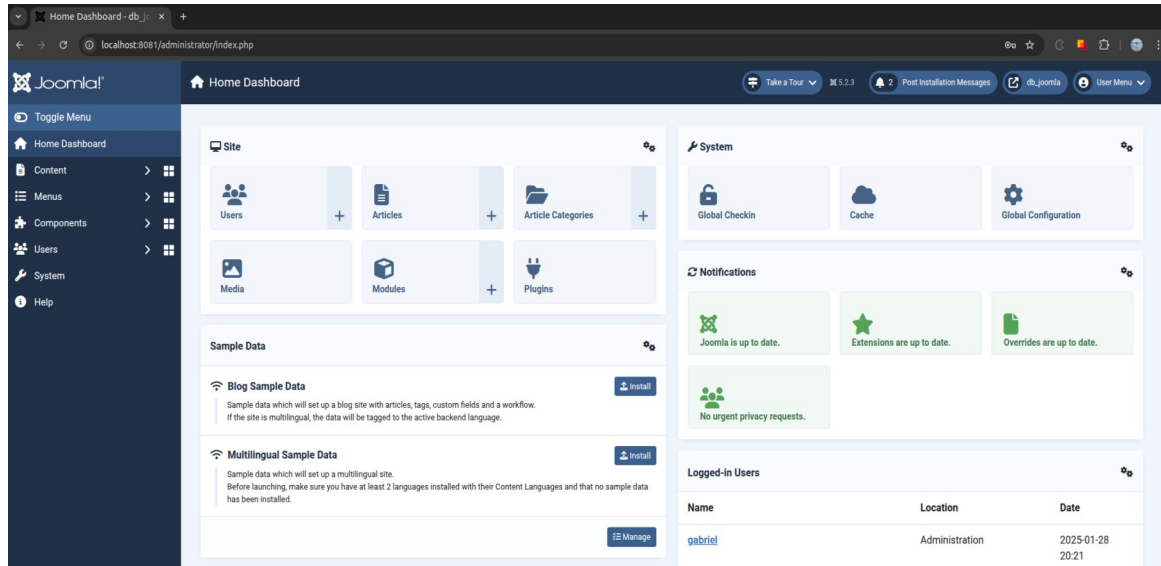 Home Dashboard - db_jo
localhost:8081/administrator/index.php
Joomla!
Home Dashboard
Take a Tour
5.2.3
2 Post Installation Messages
db_joomla
User Menu
Toggle Menu
Home Dashboard
Content
Menus
Components
Users
System
Help
Site
Users
Articles
Article Categories
Media
Modules
Plugins
Sample Data
Blog Sample Data
Install
Sample data which will set up a blog site with articles, tags, custom fields and a workflow.
If the site is multilingual, the data will be tagged to the active backend language.
Multilingual Sample Data
Install
Sample data which will set up a multilingual site.
Before launching, make sure you have at least 2 languages installed with their Content Languages and that no sample data
has been installed.
Manage
System
Global Checkin
Cache
Global Configuration
Notifications
Joomla is up to date.
Extensions are up to date.
Overrides are up to date.
No urgent privacy requests.
Logged-in Users
Name Location Date
gabriel Administration 2025-01-28
20:21